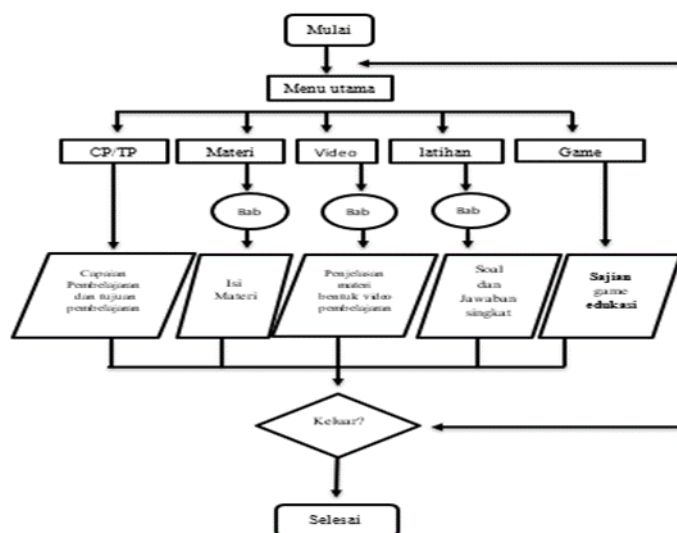 Mulai
Menu utama
CP/TP
Materi
Video
latihan
Game
Bab
Bab
Bab
Capaian
Pembelajaran
dan tujuan
pembelajaran
Isi
Materi
Penjelasan
materi
bentuk video
pembelajaran
Soal
dan
Jawaban
singkat
Sajian
game
edukasi
Keluar?
Selesai